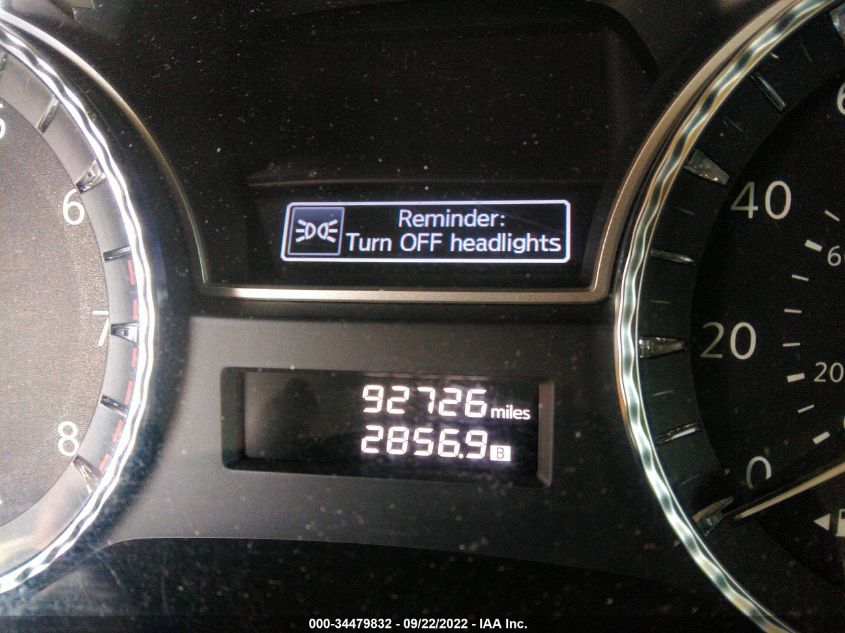 Reminder:
Turn OFF headlights
6
7
8
40
20
20
0
92726 miles
2856.9 B
000-34479832 - 09/22/2022 - IAA Inc.